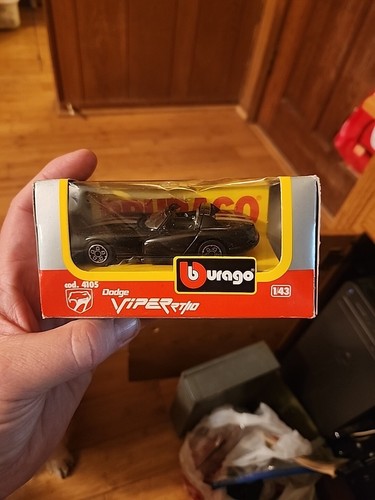 BURAGO
burago
cod. 4105
Dodge
VIPER RT/10
1:43